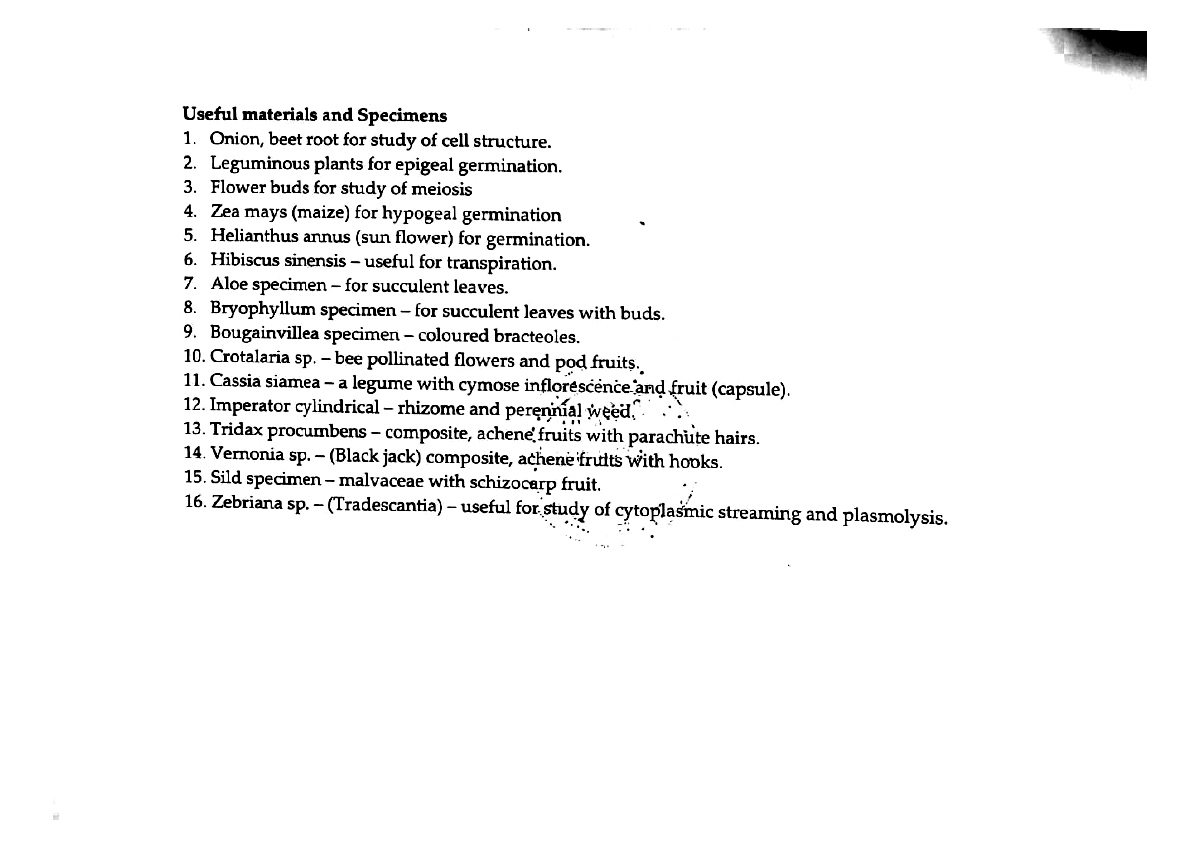 Useful materials and Specimens
1. Onion, beet root for study of cell structure.
2. Leguminous plants for epigeal germination.
3. Flower buds for study of meiosis
4. Zea mays (maize) for hypogeal germination
5. Helianthus annus (sun flower) for germination.
6. Hibiscus sinensis – useful for transpiration.
7. Aloe specimen – for succulent leaves.
8. Bryophyllum specimen – for succulent leaves with buds.
9. Bougainvillea specimen – coloured bracteoles.
10. Crotalaria sp. – bee pollinated flowers and pod fruits.
11. Cassia siamea – a legume with cymose inflorescence and fruit (capsule).
12. Imperator cylindrical – rhizome and perennial weed.
13. Tridax procumbens – composite, achene fruits with parachute hairs.
14. Vernonia sp. – (Black jack) composite, achene fruits with hooks.
15. Sild specimen – malvaceae with schizocarp fruit.
16. Zebriana sp. – (Tradescantia) – useful for study of cytoplasmic streaming and plasmolysis.